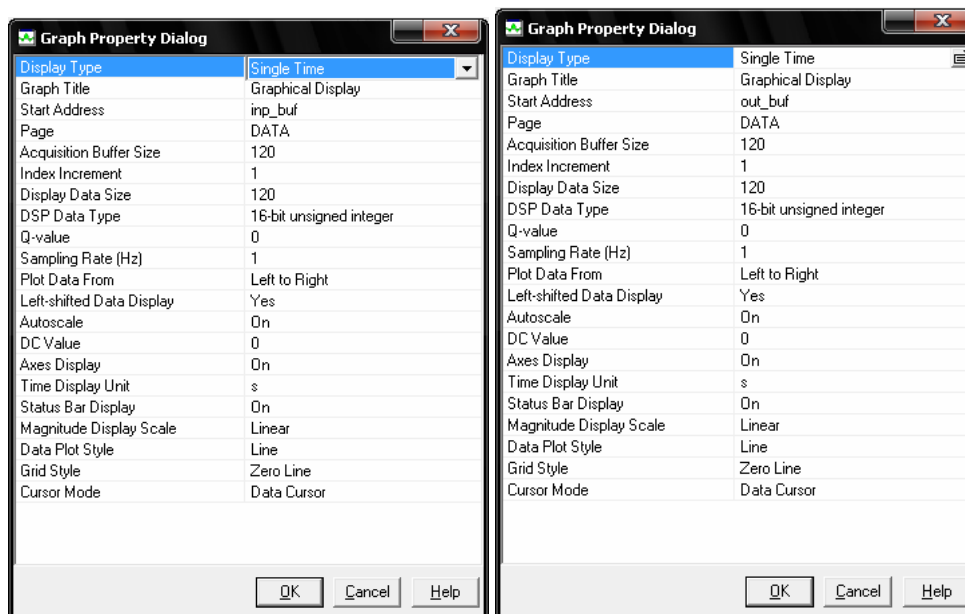 Graph Property Dialog
Display Type Single Time
Graph Title Graphical Display
Start Address inp_buf
Page DATA
Acquisition Buffer Size 120
Index Increment 1
Display Data Size 120
DSP Data Type 16-bit unsigned integer
Q-value 0
Sampling Rate (Hz) 1
Plot Data From Left to Right
Left-shifted Data Display Yes
Autoscale On
DC Value 0
Axes Display On
Time Display Unit s
Status Bar Display On
Magnitude Display Scale Linear
Data Plot Style Line
Grid Style Zero Line
Cursor Mode Data Cursor
OK Cancel Help
Graph Property Dialog
Display Type Single Time
Graph Title Graphical Display
Start Address out_buf
Page DATA
Acquisition Buffer Size 120
Index Increment 1
Display Data Size 120
DSP Data Type 16-bit unsigned integer
Q-value 0
Sampling Rate (Hz) 1
Plot Data From Left to Right
Left-shifted Data Display Yes
Autoscale On
DC Value 0
Axes Display On
Time Display Unit s
Status Bar Display On
Magnitude Display Scale Linear
Data Plot Style Line
Grid Style Zero Line
Cursor Mode Data Cursor
OK Cancel Help